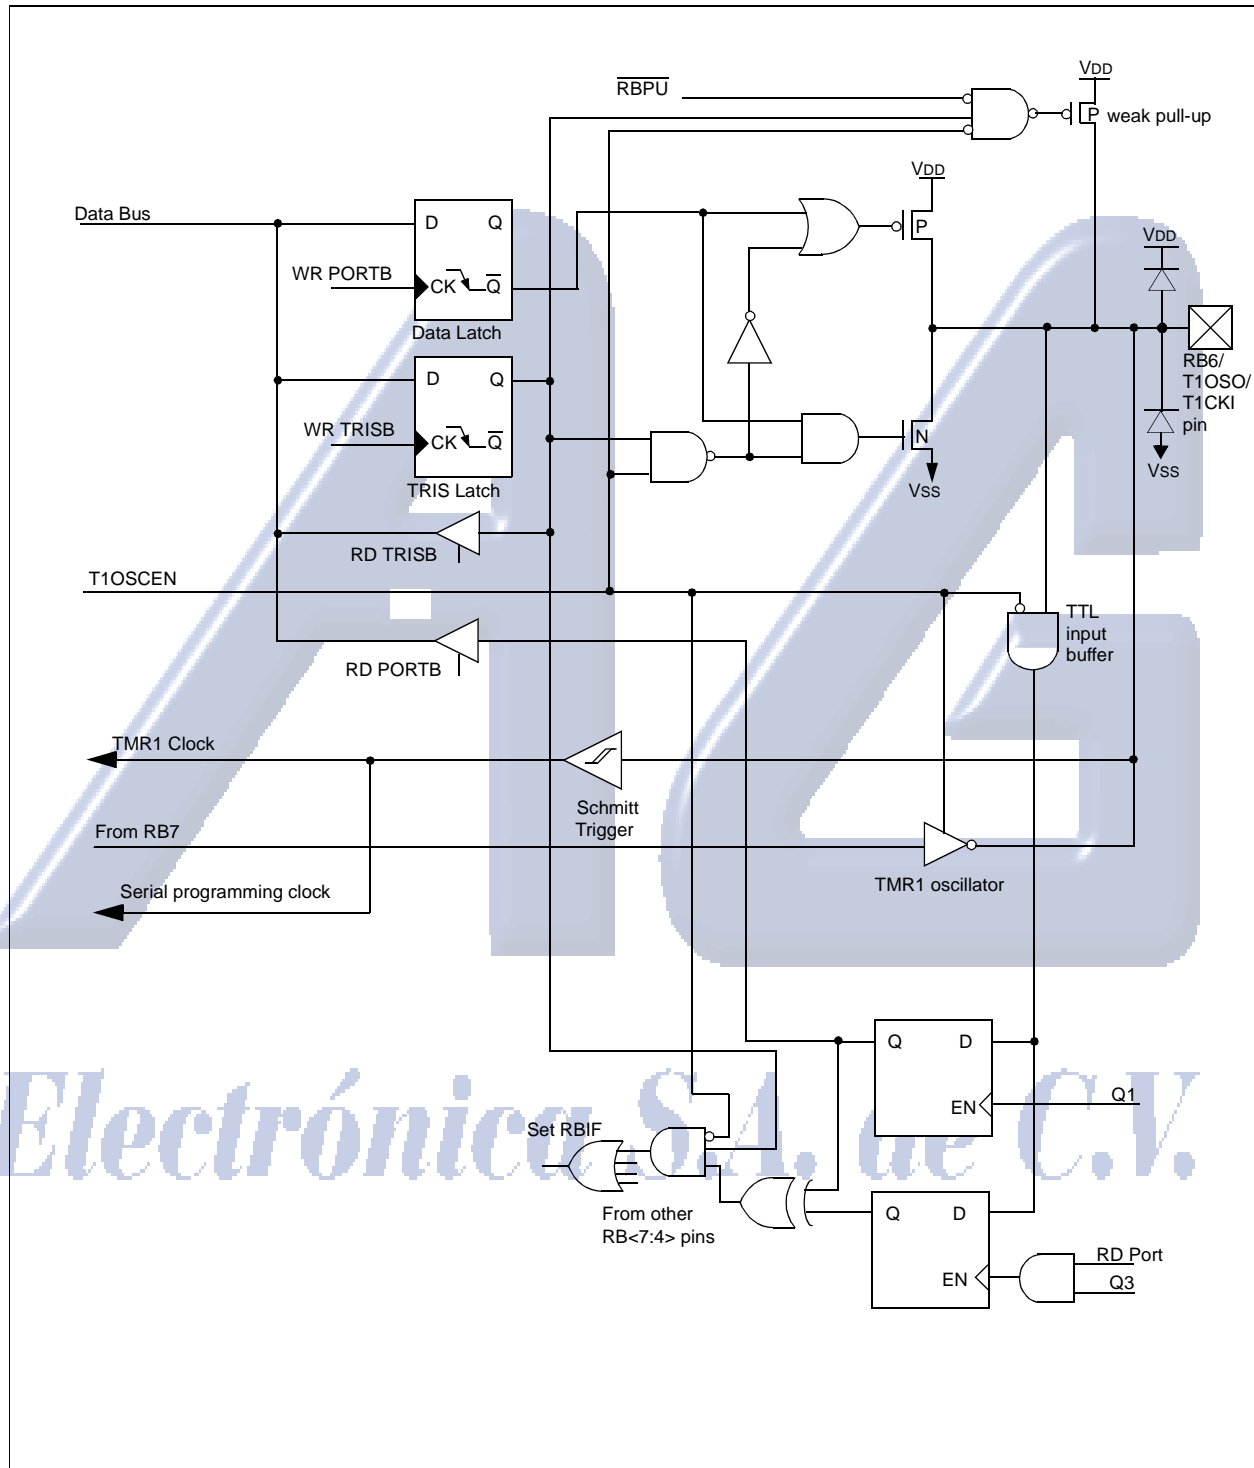 VDD
RBPU
P weak pull-up
VDD
Data Bus
D Q
P
VDD
WR PORTB
CK Q
Data Latch
RB6/
T1OSO/
T1CKI
pin
D Q
WR TRISB
CK Q
N
TRIS Latch
VSS
VSS
RD TRISB
T1OSCEN
TTL
input
buffer
RD PORTB
TMR1 Clock
Schmitt
Trigger
From RB7
TMR1 oscillator
Serial programming clock
Q D
EN
Q1
Set RBIF
Electrónica S.A. de C.V.
From other
RB<7:4> pins
Q D
RD Port
EN
Q3